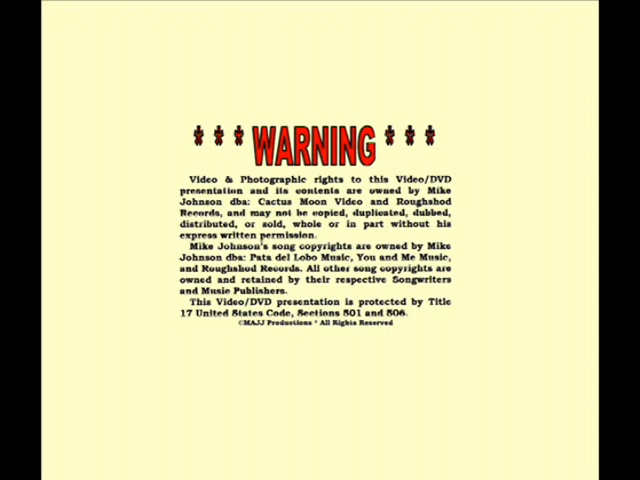 * * * WARNING * * *
Video & Photographic rights to this Video/DVD
presentation and its contents are owned by Mike
Johnson dba: Cactus Moon Video and Roughshod
Records, and may not be copied, duplicated, dubbed,
distributed, or sold, whole or in part without his
express written permission.
Mike Johnson's song copyrights are owned by Mike
Johnson dba: Pata del Lobo Music, You and Me Music,
and Roughshod Records. All other song copyrights are
owned and retained by their respective Songwriters
and Music Publishers.
This Video/DVD presentation is protected by Title
17 United States Code, Sections 501 and 506.
©MAJJ Productions * All Rights Reserved